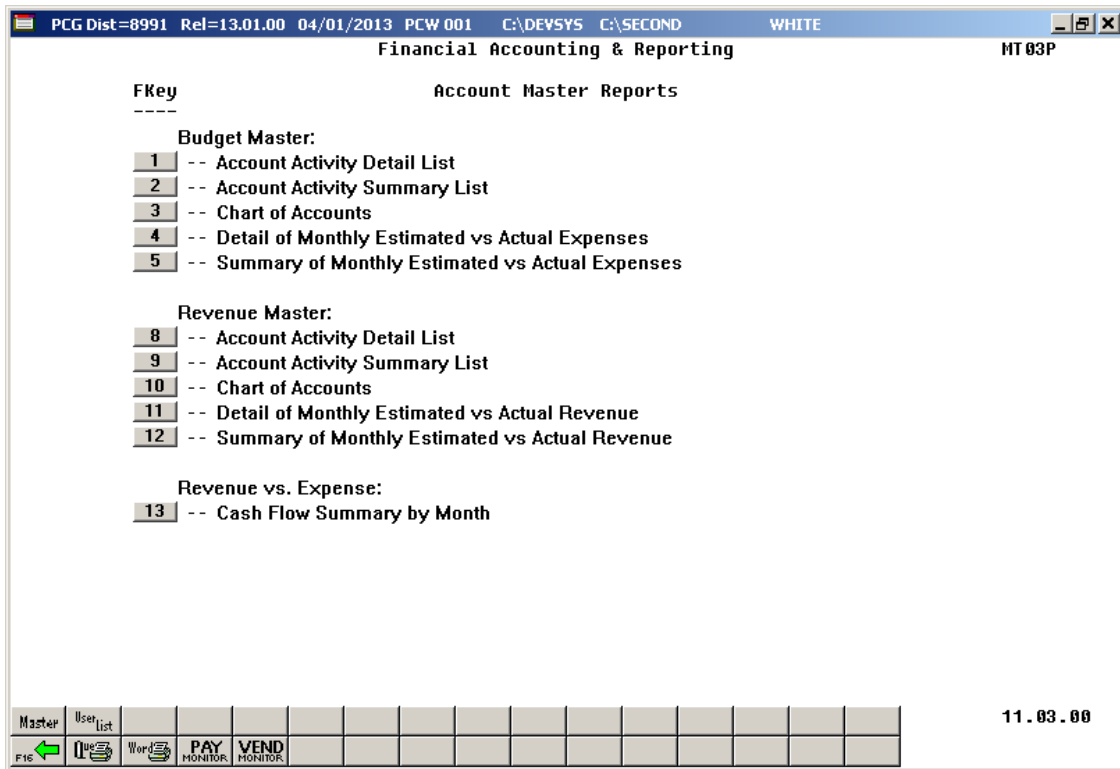 PCG Dist=8991 Rel=13.01.00 04/01/2013 PCW 001 C:\DEVSYS C:\SECOND WHITE
Financial Accounting & Reporting MT03P
FKey Account Master Reports
----
Budget Master:
1 -- Account Activity Detail List
2 -- Account Activity Summary List
3 -- Chart of Accounts
4 -- Detail of Monthly Estimated vs Actual Expenses
5 -- Summary of Monthly Estimated vs Actual Expenses
Revenue Master:
8 -- Account Activity Detail List
9 -- Account Activity Summary List
10 -- Chart of Accounts
11 -- Detail of Monthly Estimated vs Actual Revenue
12 -- Summary of Monthly Estimated vs Actual Revenue
Revenue vs. Expense:
13 -- Cash Flow Summary by Month
Master User List 11.03.00
F16 Que Word PAY MONITOR VEND MONITOR